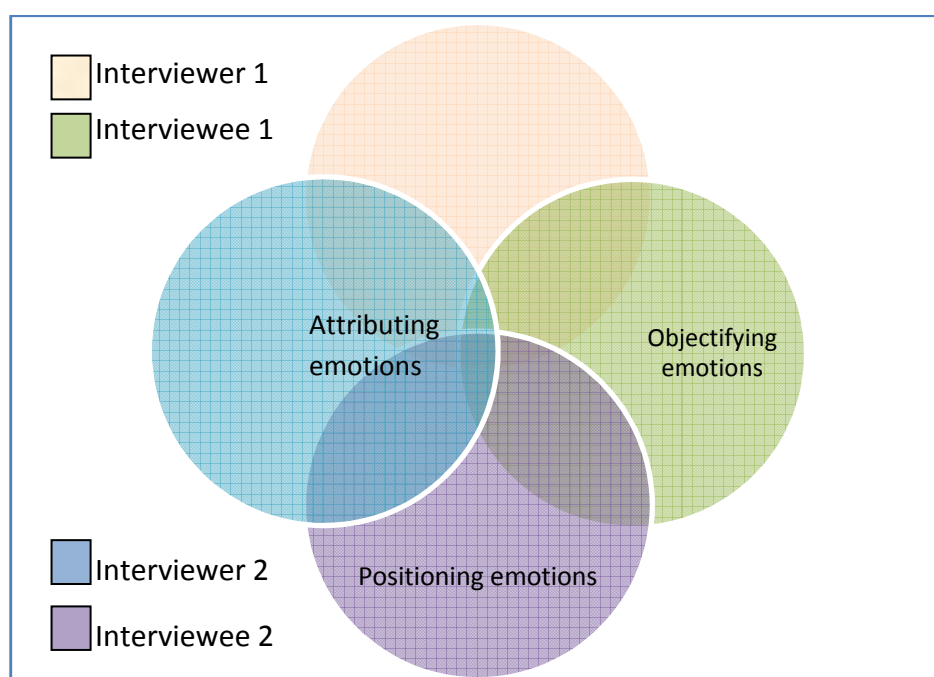 Interviewer 1
Interviewee 1
Attributing
emotions
Objectifying
emotions
Interviewer 2
Positioning emotions
Interviewee 2